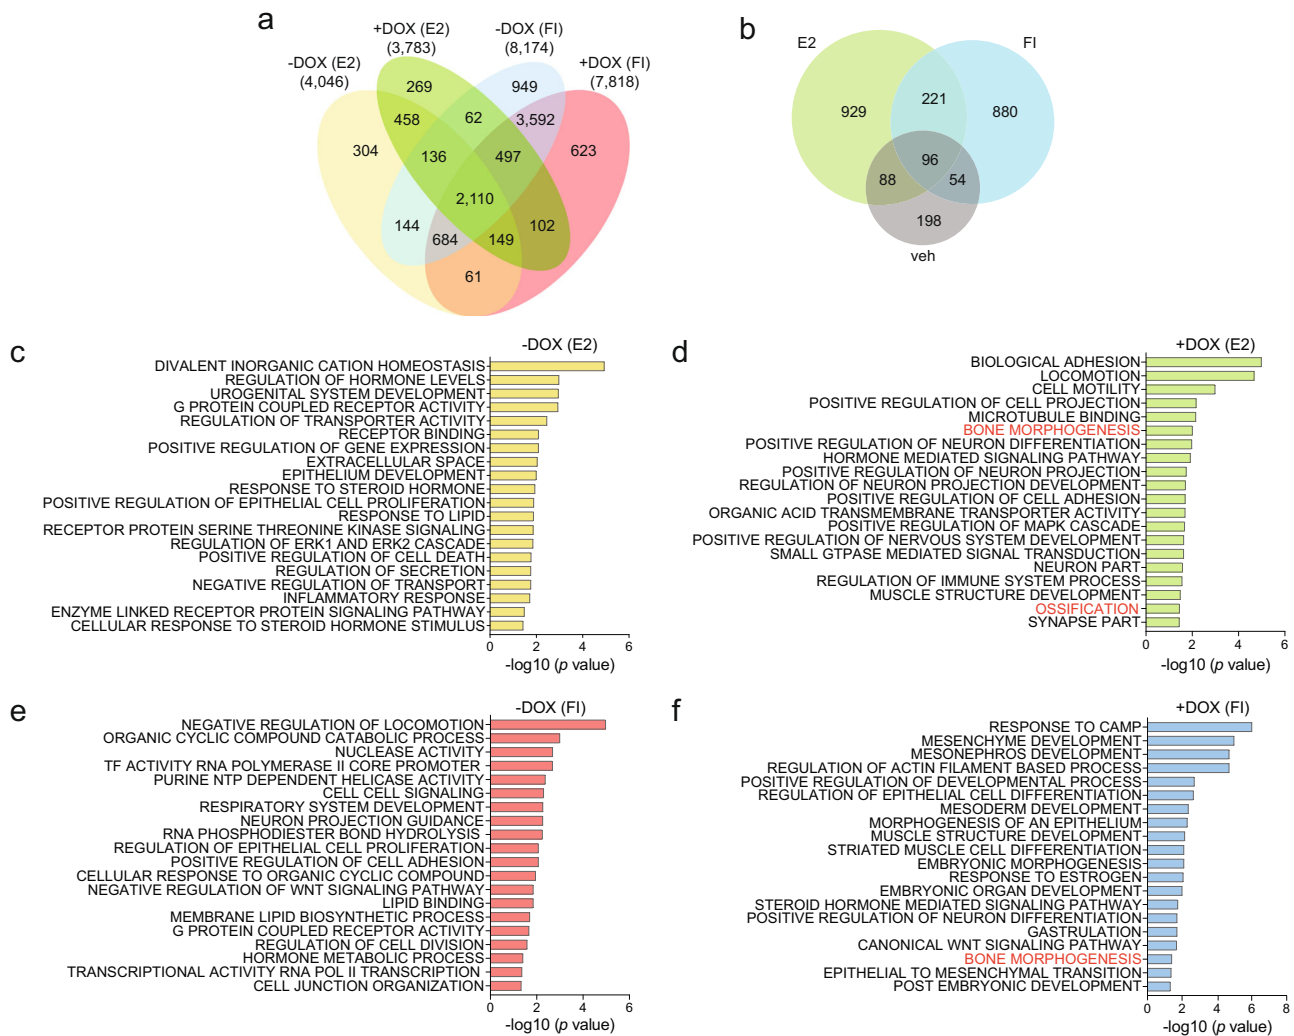 a
-DOX (E2)
(4,046)
+DOX (E2)
(3,783)
-DOX (FI)
(8,174)
+DOX (FI)
(7,818)
269
949
458
62
3,592
304
136
497
623
2,110
144
684
149
102
61
b
E2
FI
929
221
880
96
88
54
198
veh
c
-DOX (E2)
DIVALENT INORGANIC CATION HOMEOSTASIS
REGULATION OF HORMONE LEVELS
UROGENITAL SYSTEM DEVELOPMENT
G PROTEIN COUPLED RECEPTOR ACTIVITY
REGULATION OF TRANSPORTER ACTIVITY
RECEPTOR BINDING
POSITIVE REGULATION OF GENE EXPRESSION
EXTRACELLULAR SPACE
EPITHELIUM DEVELOPMENT
RESPONSE TO STEROID HORMONE
POSITIVE REGULATION OF EPITHELIAL CELL PROLIFERATION
RESPONSE TO LIPID
RECEPTOR PROTEIN SERINE THREONINE KINASE SIGNALING
REGULATION OF ERK1 AND ERK2 CASCADE
POSITIVE REGULATION OF CELL DEATH
REGULATION OF SECRETION
NEGATIVE REGULATION OF TRANSPORT
INFLAMMATORY RESPONSE
ENZYME LINKED RECEPTOR PROTEIN SIGNALING PATHWAY
CELLULAR RESPONSE TO STEROID HORMONE STIMULUS
0 2 4 6
-log10 (p value)
d
+DOX (E2)
BIOLOGICAL ADHESION
LOCOMOTION
CELL MOTILITY
POSITIVE REGULATION OF CELL PROJECTION
MICROTUBULE BINDING
BONE MORPHOGENESIS
POSITIVE REGULATION OF NEURON DIFFERENTIATION
HORMONE MEDIATED SIGNALING PATHWAY
POSITIVE REGULATION OF NEURON PROJECTION
REGULATION OF NEURON PROJECTION DEVELOPMENT
POSITIVE REGULATION OF CELL ADHESION
ORGANIC ACID TRANSMEMBRANE TRANSPORTER ACTIVITY
POSITIVE REGULATION OF MAPK CASCADE
POSITIVE REGULATION OF NERVOUS SYSTEM DEVELOPMENT
SMALL GTPASE MEDIATED SIGNAL TRANSDUCTION
NEURON PART
REGULATION OF IMMUNE SYSTEM PROCESS
MUSCLE STRUCTURE DEVELOPMENT
OSSIFICATION
SYNAPSE PART
0 2 4 6
-log10 (p value)
e
-DOX (FI)
NEGATIVE REGULATION OF LOCOMOTION
ORGANIC CYCLIC COMPOUND CATABOLIC PROCESS
NUCLEASE ACTIVITY
TF ACTIVITY RNA POLYMERASE II CORE PROMOTER
PURINE NTP DEPENDENT HELICASE ACTIVITY
CELL CELL SIGNALING
RESPIRATORY SYSTEM DEVELOPMENT
NEURON PROJECTION GUIDANCE
RNA PHOSPHODIESTER BOND HYDROLYSIS
REGULATION OF EPITHELIAL CELL PROLIFERATION
POSITIVE REGULATION OF CELL ADHESION
CELLULAR RESPONSE TO ORGANIC CYCLIC COMPOUND
NEGATIVE REGULATION OF WNT SIGNALING PATHWAY
LIPID BINDING
MEMBRANE LIPID BIOSYNTHETIC PROCESS
G PROTEIN COUPLED RECEPTOR ACTIVITY
REGULATION OF CELL DIVISION
HORMONE METABOLIC PROCESS
TRANSCRIPTIONAL ACTIVITY RNA POL II TRANSCRIPTION
CELL JUNCTION ORGANIZATION
0 2 4 6
-log10 (p value)
f
+DOX (FI)
RESPONSE TO CAMP
MESENCHYME DEVELOPMENT
MESONEPHROS DEVELOPMENT
REGULATION OF ACTIN FILAMENT BASED PROCESS
POSITIVE REGULATION OF DEVELOPMENTAL PROCESS
REGULATION OF EPITHELIAL CELL DIFFERENTIATION
MESODERM DEVELOPMENT
MORPHOGENESIS OF AN EPITHELIUM
MUSCLE STRUCTURE DEVELOPMENT
STRIATED MUSCLE CELL DIFFERENTIATION
EMBRYONIC MORPHOGENESIS
RESPONSE TO ESTROGEN
EMBRYONIC ORGAN DEVELOPMENT
STEROID HORMONE MEDIATED SIGNALING PATHWAY
POSITIVE REGULATION OF NEURON DIFFERENTIATION
GASTRULATION
CANONICAL WNT SIGNALING PATHWAY
BONE MORPHOGENESIS
EPITHELIAL TO MESENCHYMAL TRANSITION
POST EMBRYONIC DEVELOPMENT
0 2 4 6 8
-log10 (p value)